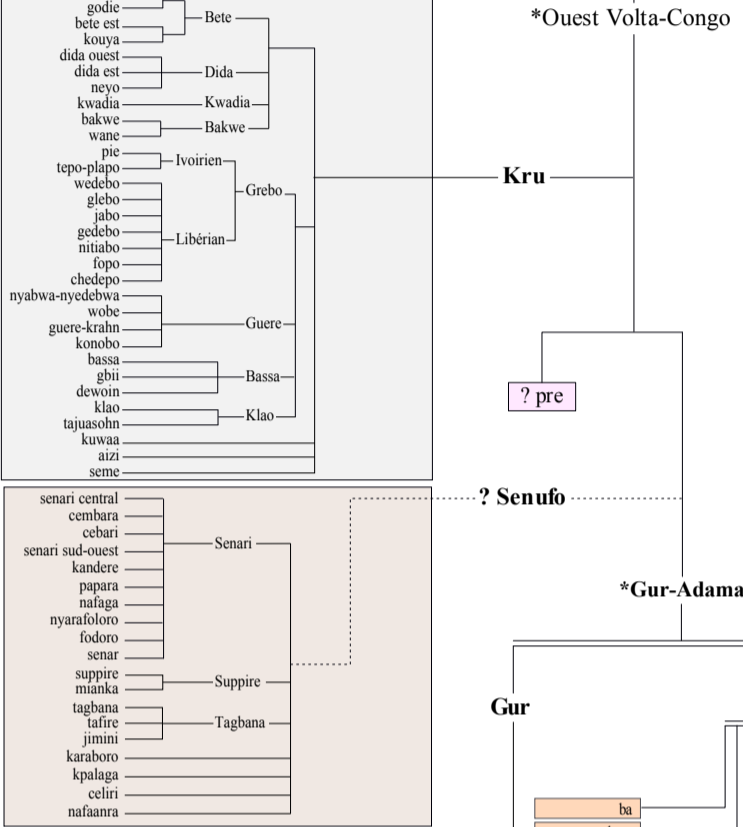 godie
bete est
kouya
Bete
dida ouest
dida est
neyo
Dida
kwadia
Kwadia
bakwe
wane
Bakwe
pie
tepo-plapo
Ivoirien
wedebo
glebo
jabo
gedebo
nitiabo
fopo
chedepo
Libérian
Grebo
nyabwa-nyedebwa
wobe
guere-krahn
konobo
Guere
bassa
gbii
dewoin
Bassa
klao
tajuasohn
Klao
kuwaa
aizi
seme
senari central
cembara
cebari
senari sud-ouest
kandere
papara
nafaga
nyarafoloro
fodoro
senar
Senari
suppire
mianka
Suppire
tagbana
tafire
jimini
Tagbana
karaboro
kpalaga
celiri
nafaanra
*Ouest Volta-Congo
Kru
? pre
? Senufo
*Gur-Adama
Gur
ba